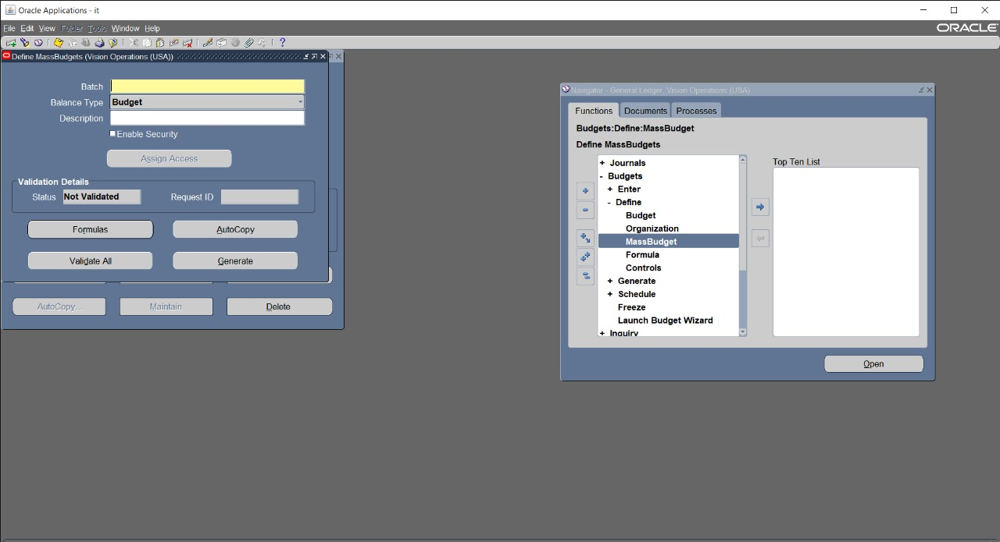 Oracle Applications - it
File Edit View Folder Tools Window Help
ORACLE
Define MassBudgets (Vision Operations (USA))
Batch
Balance Type Budget
Description
Enable Security
Assign Access
Validation Details
Status Not Validated Request ID
Formulas AutoCopy
Validate All Generate
AutoCopy... Maintain Delete
Navigator - General Ledger, Vision Operations (USA)
Functions Documents Processes
Budgets:Define:MassBudget
Define MassBudgets
+ Journals
- Budgets
+ Enter
- Define
Budget
Organization
MassBudget
Formula
Controls
+ Generate
+ Schedule
Freeze
Launch Budget Wizard
+ Inquiry
Top Ten List
Open